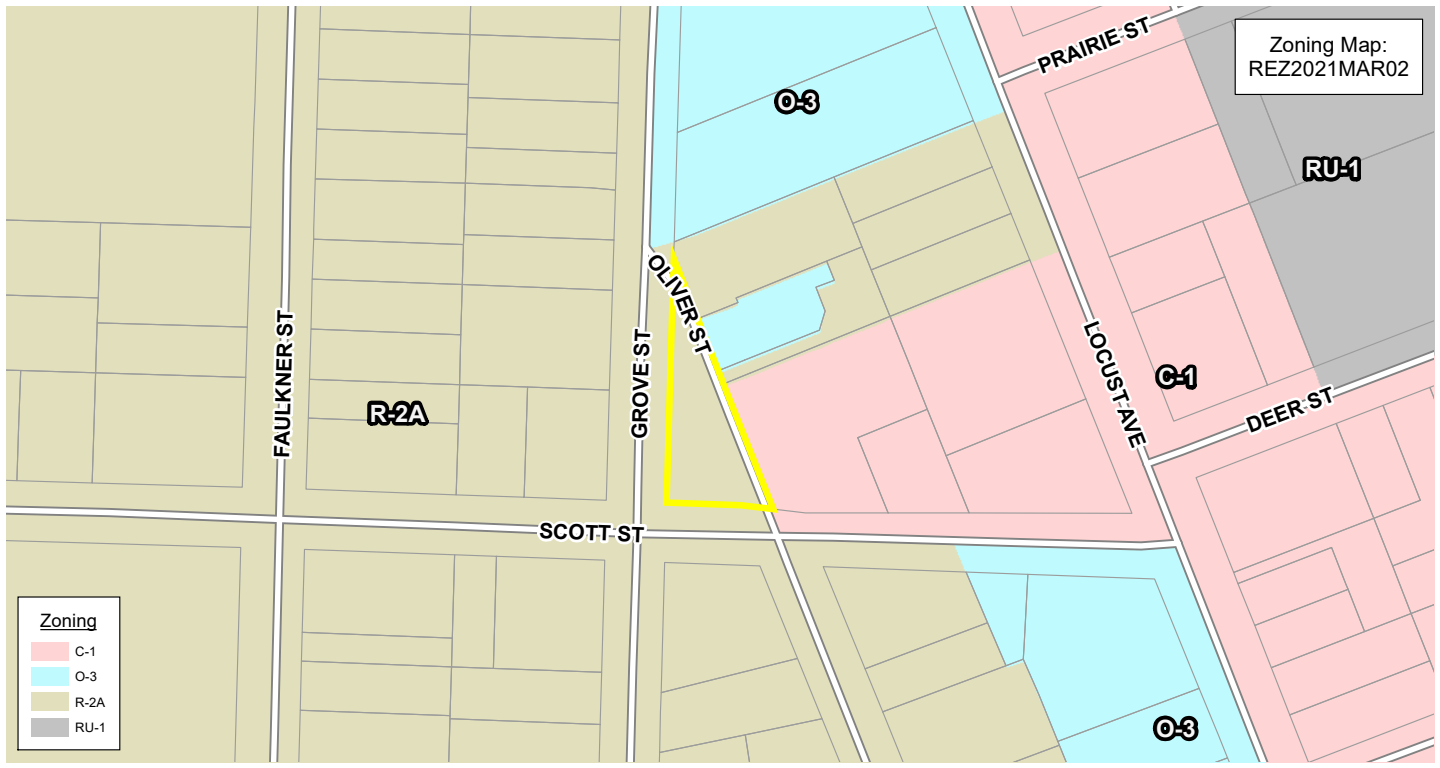 PRAIRIE ST
Zoning Map:
REZ2021MAR02
O-3
RU-1
OLIVER ST
FAULKNER ST
GROVE ST
LOCUST AVE
C-1
R-2A
DEER ST
SCOTT ST
Zoning
C-1
O-3
R-2A
RU-1
O-3